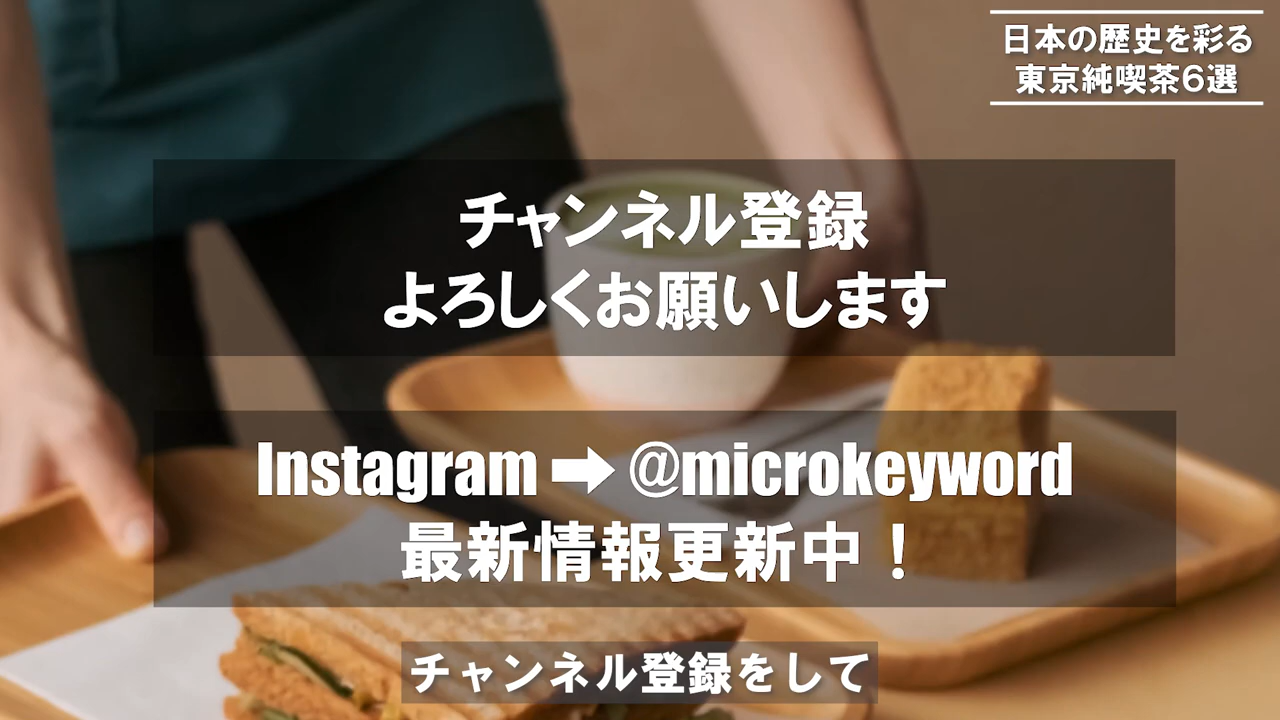 日本の歴史を彩る
東京純喫茶6選
チャンネル登録
よろしくお願いします
Instagram ➡ @microkeyword
最新情報更新中！
チャンネル登録をして